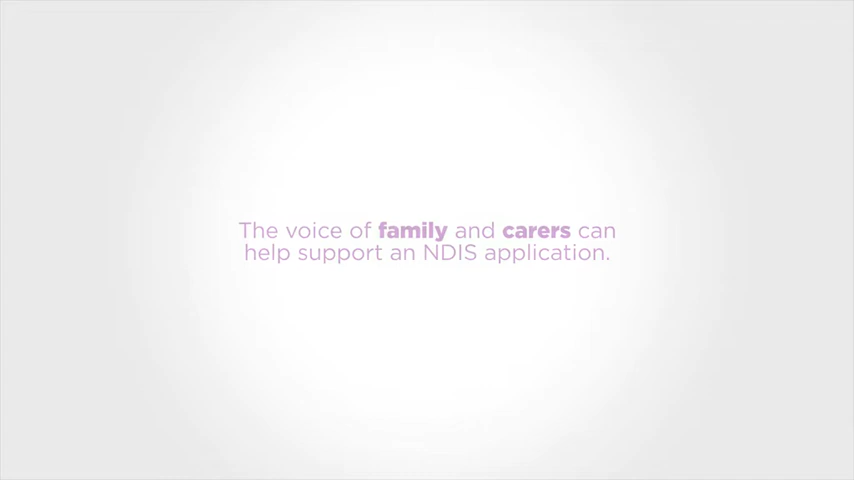 The voice of family and carers can
help support an NDIS application.